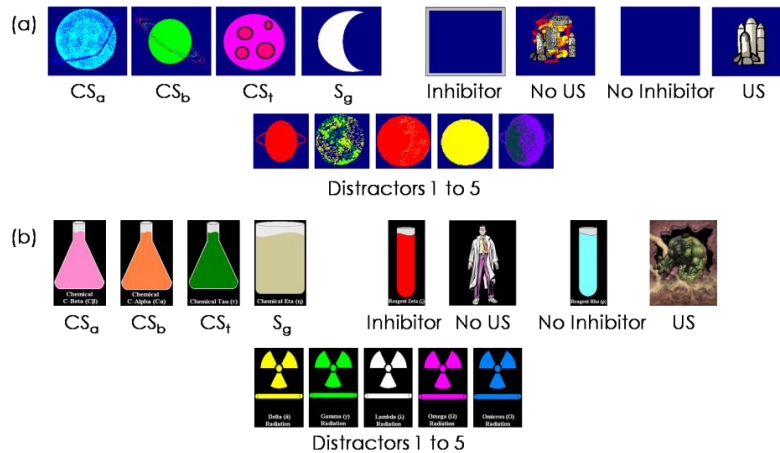 (a)
CSa CSb CSt Sg Inhibitor No US No Inhibitor US
Distractors 1 to 5
(b)
Chemical C-Beta (Cβ) Chemical C-Alpha (Cα) Chemical Tau (τ) Chemical Eta (η) Reagent Zeta (ζ) Reagent Rho (ρ)
CSa CSb CSt Sg Inhibitor No US No Inhibitor US
Delta (δ) Radiation Gamma (γ) Radiation Lambda (λ) Radiation Omega (Ω) Radiation Omicron (O) Radiation
Distractors 1 to 5